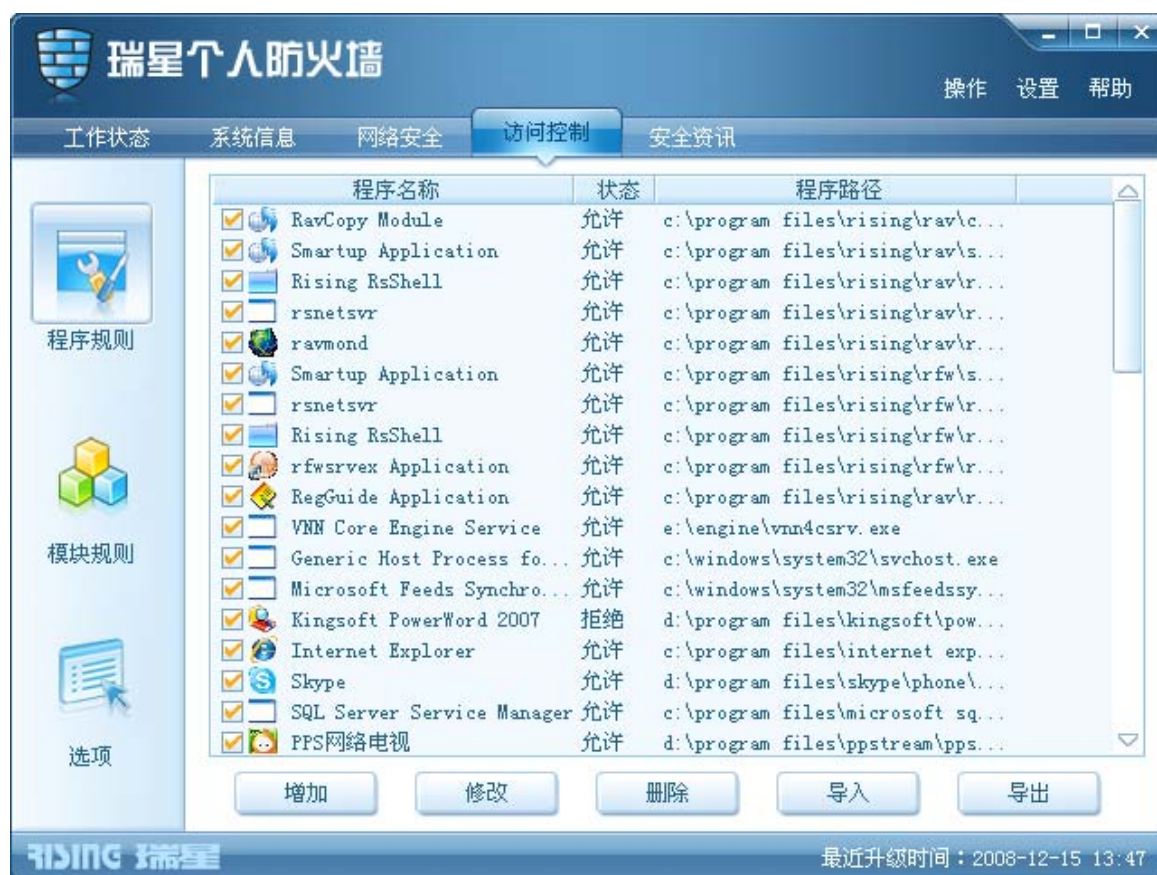 瑞星个人防火墙
操作 设置 帮助
工作状态 系统信息 网络安全 访问控制 安全资讯
程序名称 状态 程序路径
RavCopy Module 允许 c:\program files\rising\rav\c...
Smartup Application 允许 c:\program files\rising\rav\s...
Rising RsShell 允许 c:\program files\rising\rav\r...
rsnetsvr 允许 c:\program files\rising\rav\r...
ravmond 允许 c:\program files\rising\rav\r...
Smartup Application 允许 c:\program files\rising\rfw\s...
rsnetsvr 允许 c:\program files\rising\rfw\r...
Rising RsShell 允许 c:\program files\rising\rfw\r...
rfwsrvex Application 允许 c:\program files\rising\rfw\r...
RegGuide Application 允许 c:\program files\rising\rav\r...
VNN Core Engine Service 允许 e:\engine\vnn4csrv.exe
Generic Host Process fo... 允许 c:\windows\system32\svchost.exe
Microsoft Feeds Synchro... 允许 c:\windows\system32\msfeedssy...
Kingsoft PowerWord 2007 拒绝 d:\program files\kingsoft\pow...
Internet Explorer 允许 c:\program files\internet exp...
Skype 允许 d:\program files\skype\phone\...
SQL Server Service Manager 允许 c:\program files\microsoft sq...
PPS网络电视 允许 d:\program files\ppstream\pps...
程序规则
模块规则
选项
增加 修改 删除 导入 导出
RISING 瑞星
最近升级时间：2008-12-15 13:47